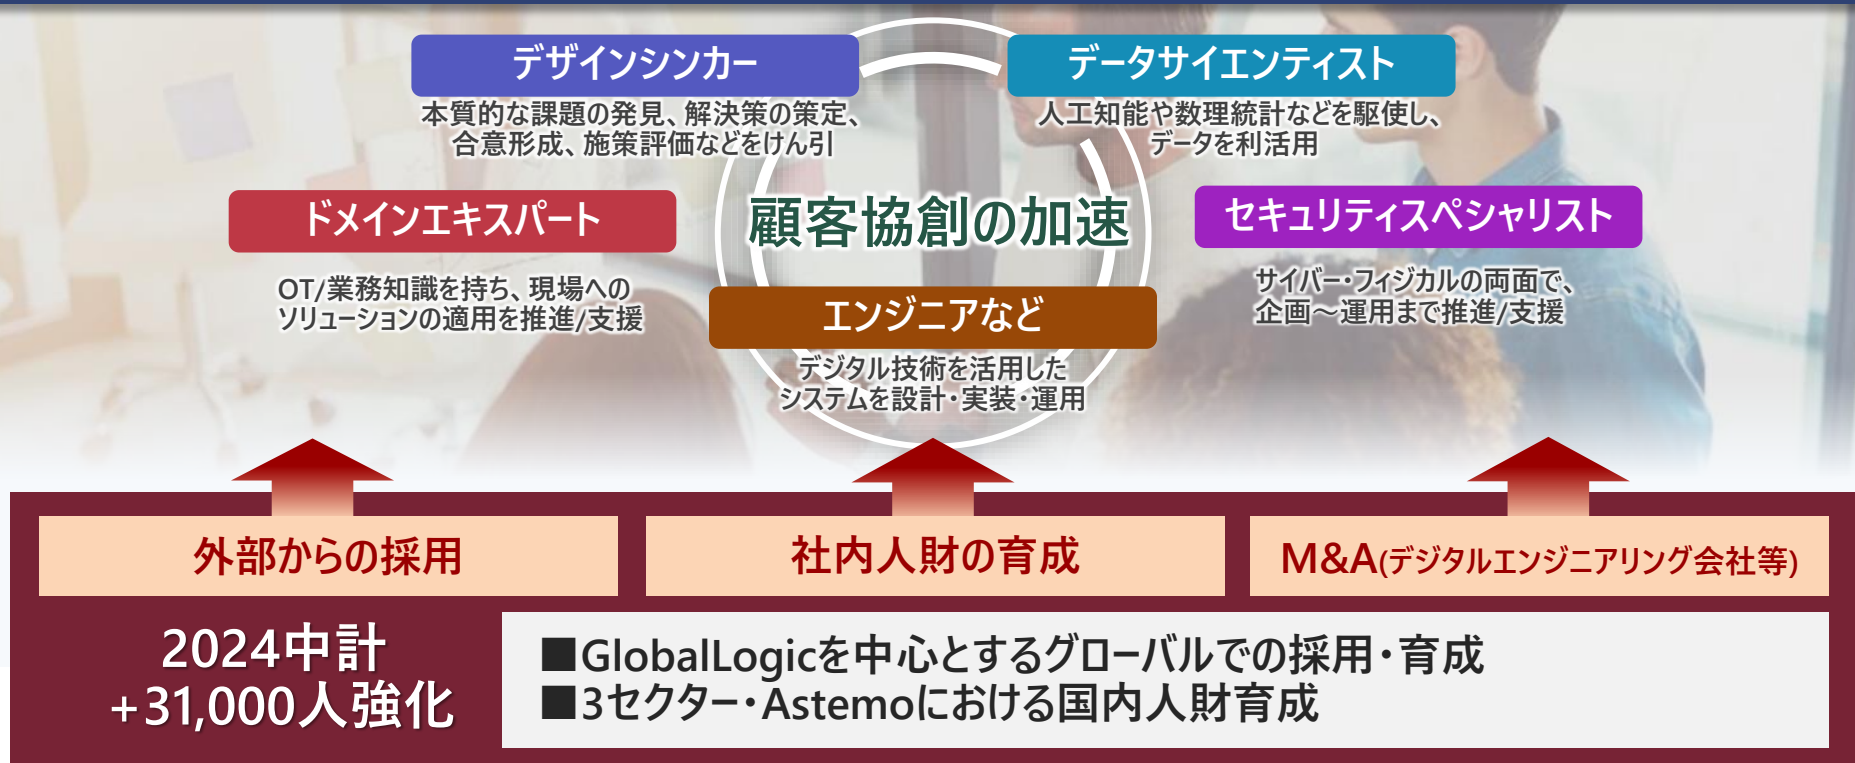 デザインシンカー
本質的な課題の発見、解決策の策定、
合意形成、施策評価などをけん引
データサイエンティスト
人工知能や数理統計などを駆使し、
データを利活用
ドメインエキスパート
OT/業務知識を持ち、現場への
ソリューションの適用を推進/支援
顧客協創の加速
セキュリティスペシャリスト
サイバー・フィジカルの両面で、
企画～運用まで推進/支援
エンジニアなど
デジタル技術を活用した
システムを設計・実装・運用
外部からの採用
社内人財の育成
M&A(デジタルエンジニアリング会社等)
2024中計
+31,000人強化
■GlobalLogicを中心とするグローバルでの採用・育成
■3セクター・Astemoにおける国内人財育成